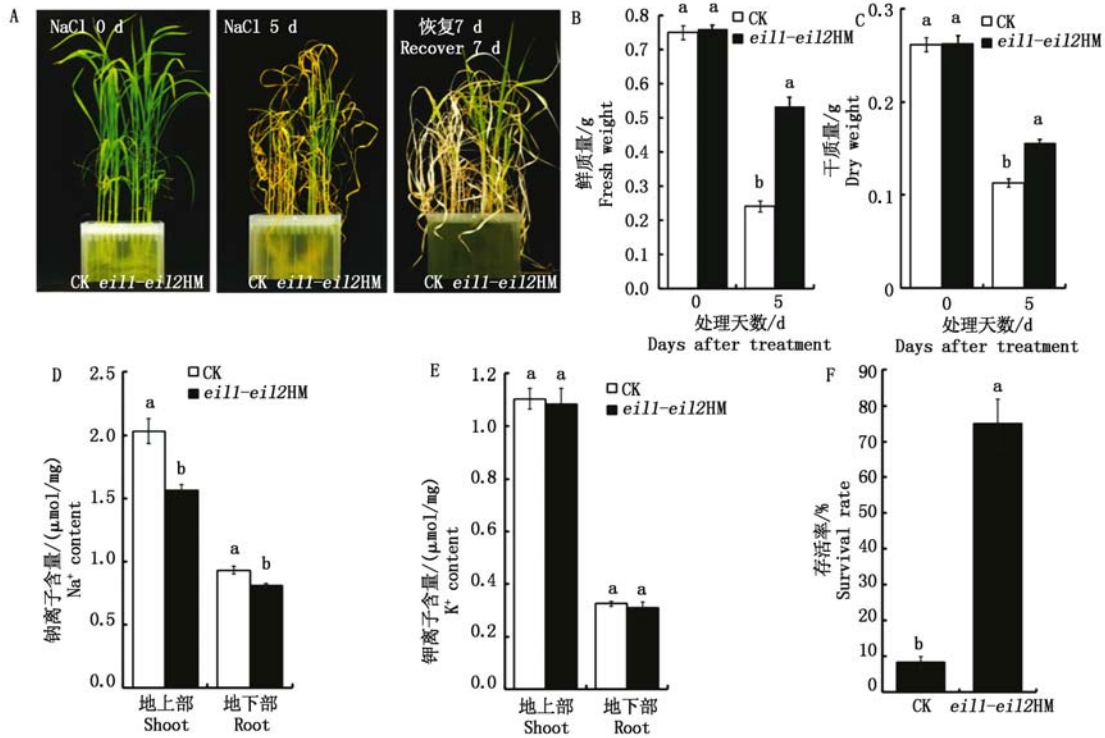 A
NaCl 0 d
NaCl 5 d
恢复7 d
Recover 7 d
CK eil1-eil2HM
CK eil1-eil2HM
CK eil1-eil2HM
B
CK
eil1-eil2HM
鲜质量/g
Fresh weight
0.8
0.7
0.6
0.5
0.4
0.3
0.2
0.8
0.0
a
a
b
a
0
5
处理天数/d
Days after treatment
C
CK
eil1-eil2HM
干质量/g
Dry weight
0.3
0.2
0.1
0.0
a
a
b
a
0
5
处理天数/d
Days after treatment
D
CK
eil1-eil2HM
钠离子含量/(μmol/mg)
Na⁺ content
2.5
2.0
1.5
1.0
0.5
0.0
a
b
a
b
地上部
Shoot
地下部
Root
E
CK
eil1-eil2HM
钾离子含量/(μmol/mg)
K⁺ content
1.2
1.0
0.8
0.6
0.4
0.2
0.0
a
a
a
a
地上部
Shoot
地下部
Root
F
存活率/%
Survival rate
90
80
70
60
50
40
30
20
10
0
b
a
CK
eil1-eil2HM